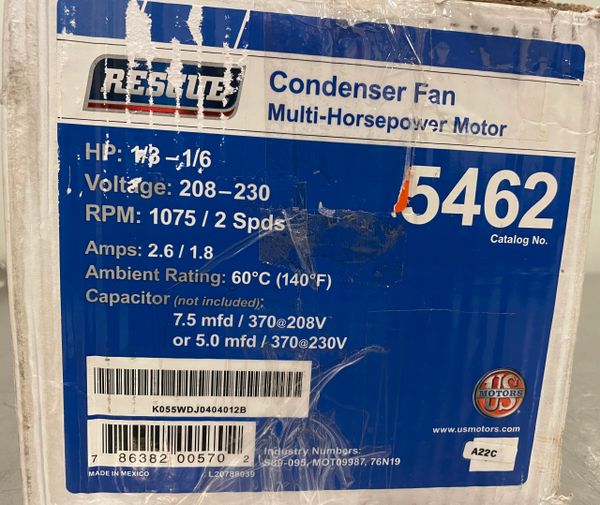 RESCUE
Condenser Fan
Multi-Horsepower Motor
HP: 1/3–1/6
Voltage: 208–230
RPM: 1075 / 2 Spds
5462
Catalog No.
Amps: 2.6 / 1.8
Ambient Rating: 60°C (140°F)
Capacitor (not included):
7.5 mfd / 370@208V
or 5.0 mfd / 370@230V
K055WDJ0404012B
US
MOTORS
www.usmotors.com
7 86382 00570 2
Industry Numbers:
S89-095, MOT09987, 76N19
A22C
MADE IN MEXICO
L20788039